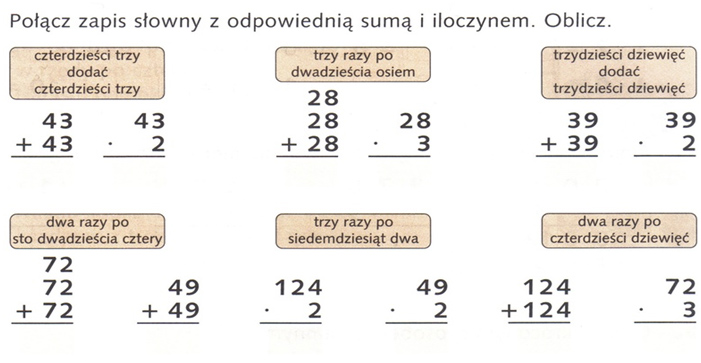 Połącz zapis słowny z odpowiednią sumą i iloczynem. Oblicz.
czterdzieści trzy
dodać
czterdzieści trzy
43
+ 43
43
· 2
trzy razy po
dwadzieścia osiem
28
28
+ 28
28
· 3
trzydzieści dziewięć
dodać
trzydzieści dziewięć
39
+ 39
39
· 2
dwa razy po
sto dwadzieścia cztery
trzy razy po
siedemdziesiąt dwa
dwa razy po
czterdzieści dziewięć
72
72
+ 72
49
+ 49
124
· 2
49
· 2
124
+124
72
· 3